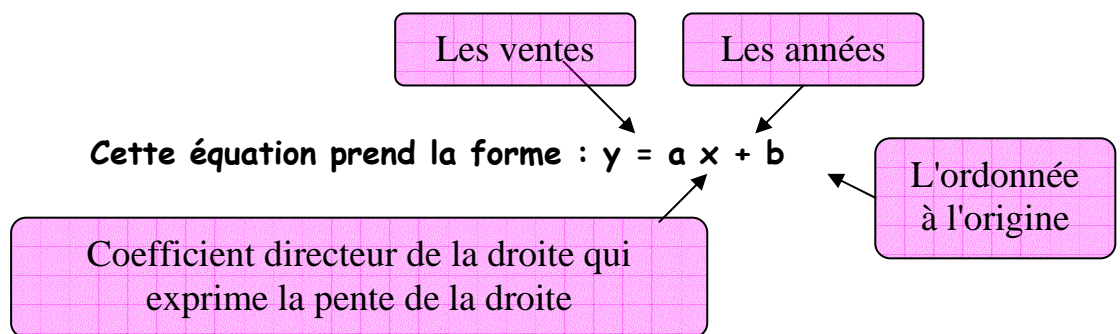 Les ventes
Les années
Cette équation prend la forme : y = a x + b
L'ordonnée
à l'origine
Coefficient directeur de la droite qui
exprime la pente de la droite